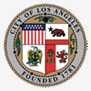 CITY OF LOS ANGELES
FOUNDED 1781